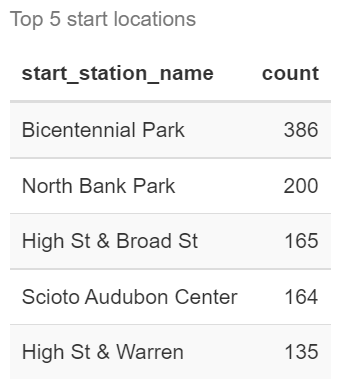 Top 5 start locations
start_station_name count
Bicentennial Park 386
North Bank Park 200
High St & Broad St 165
Scioto Audubon Center 164
High St & Warren 135